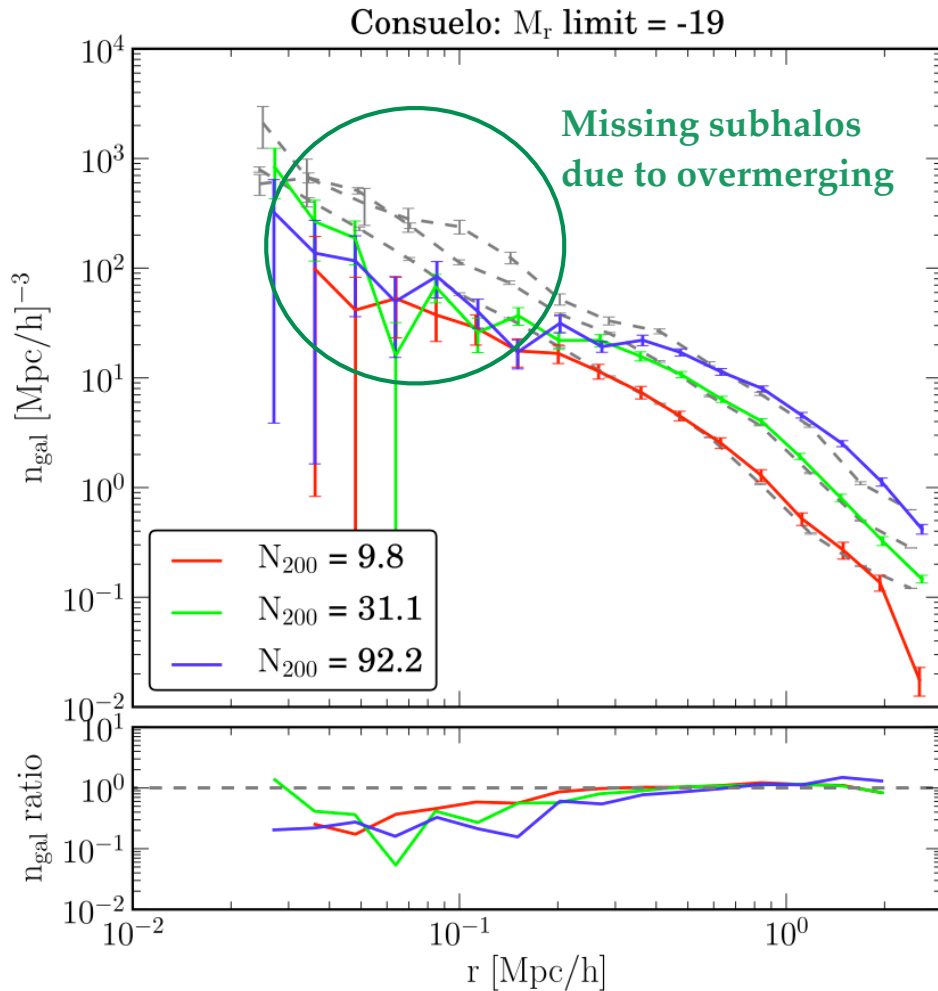 Consuelo: M_r limit = -19
10^4
10^3
10^2
10^1
10^0
10^{-1}
10^{-2}
n_gal [Mpc/h]^{-3}
Missing subhalos
due to overmerging
N_200 = 9.8
N_200 = 31.1
N_200 = 92.2
10^1
10^0
10^{-1}
10^{-2}
n_gal ratio
10^{-2}
10^{-1}
10^0
r [Mpc/h]